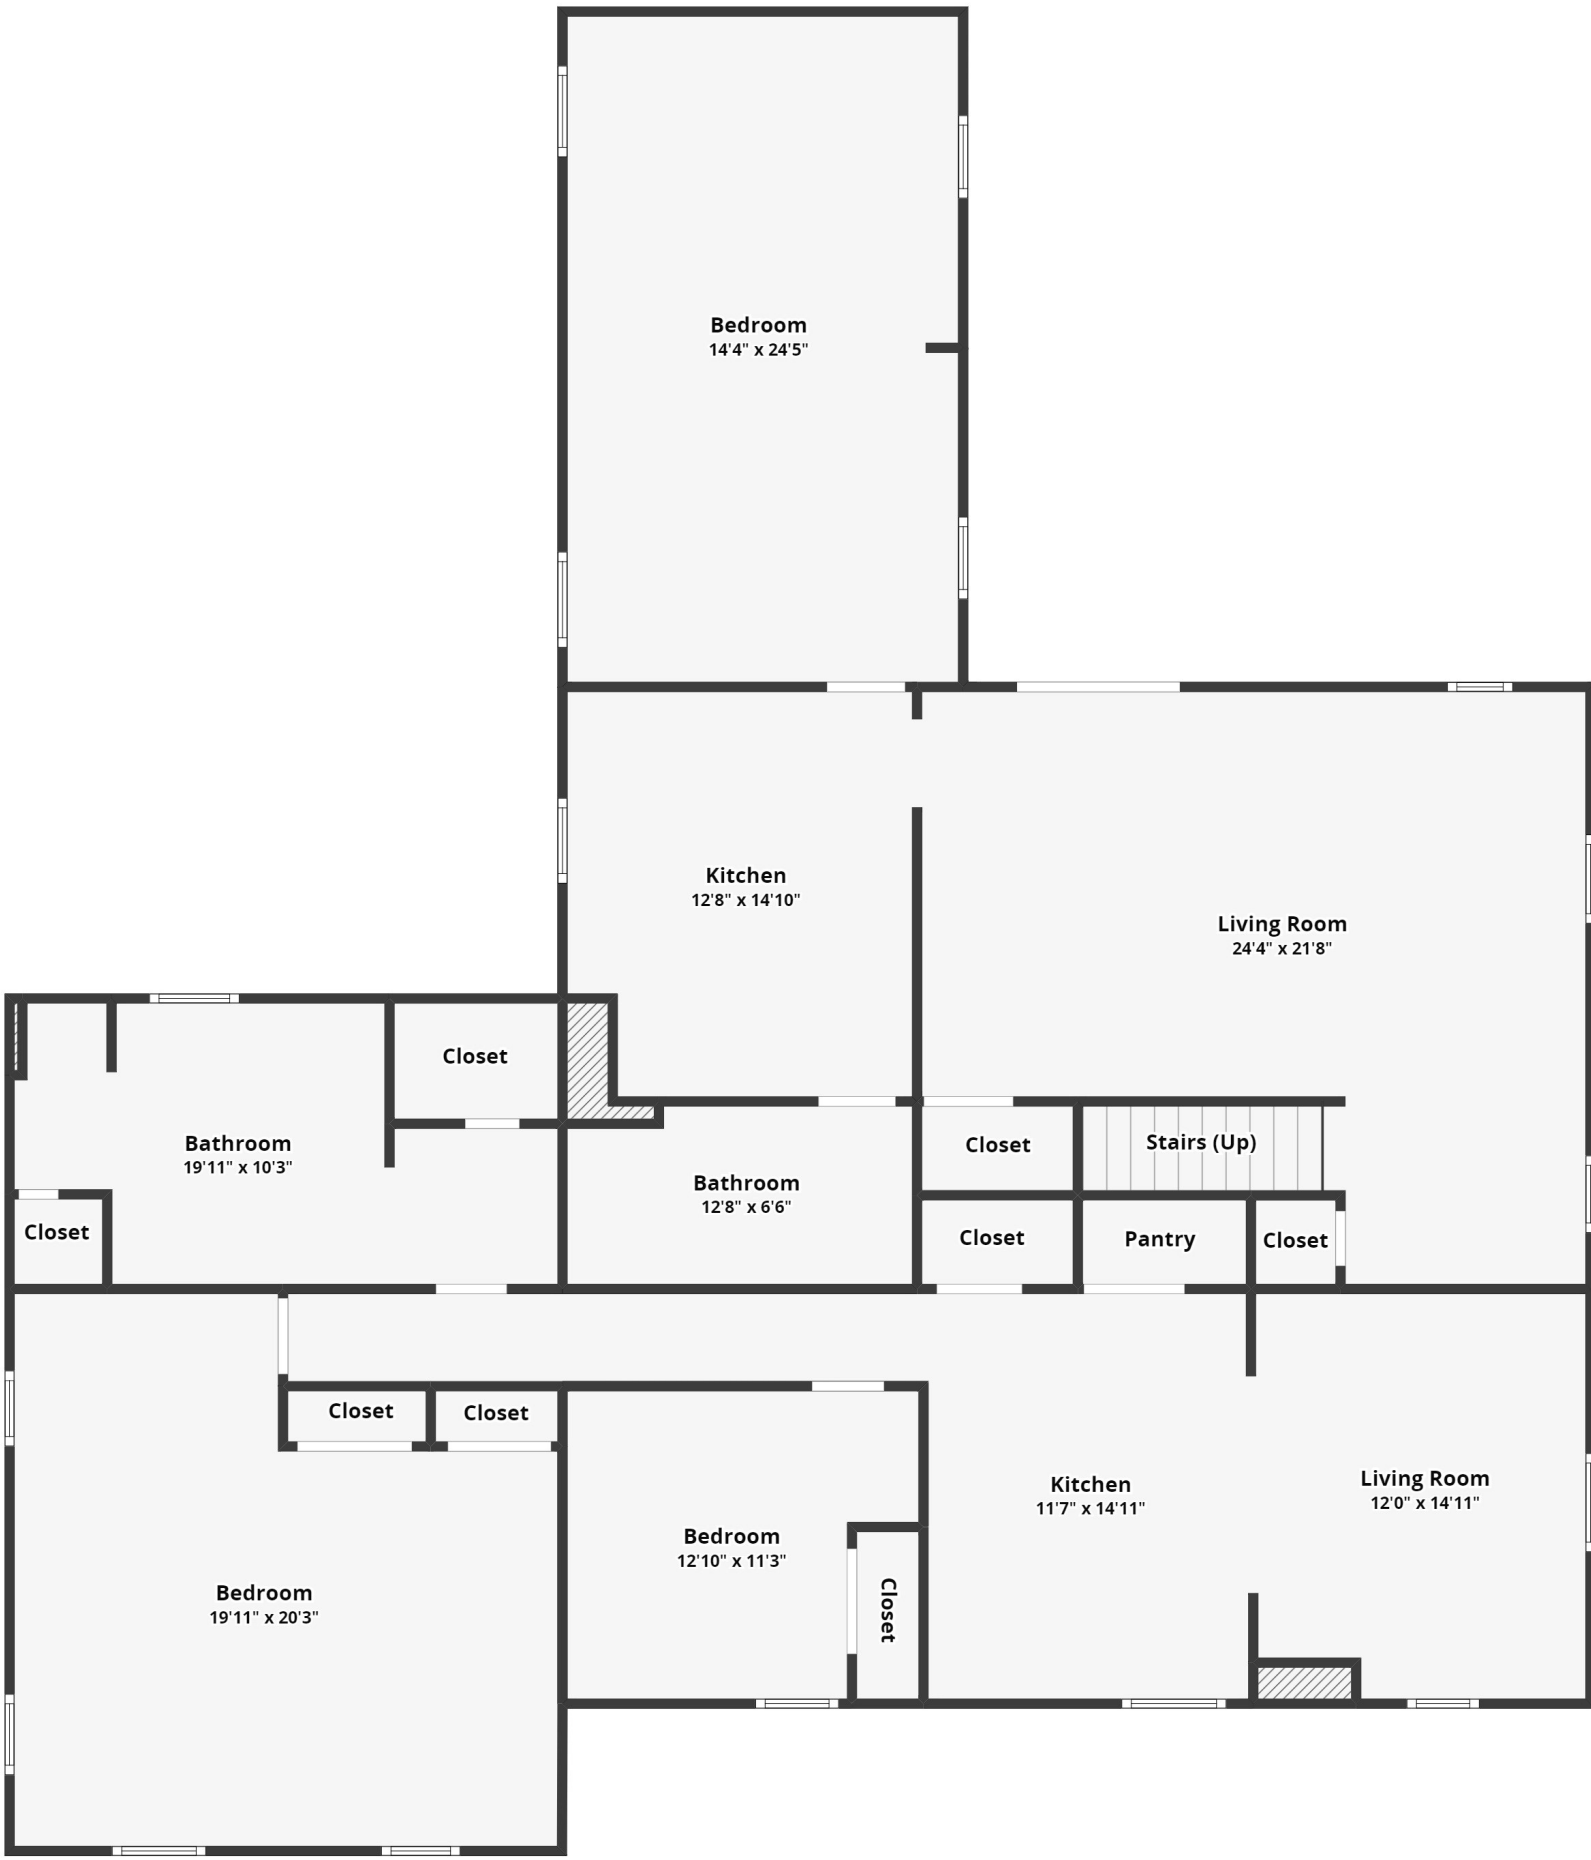 Bedroom
14'4" x 24'5"
Kitchen
12'8" x 14'10"
Living Room
24'4" x 21'8"
Closet
Bathroom
19'11" x 10'3"
Closet
Bathroom
12'8" x 6'6"
Closet
Stairs (Up)
Closet
Pantry
Closet
Closet
Closet
Kitchen
11'7" x 14'11"
Living Room
12'0" x 14'11"
Bedroom
12'10" x 11'3"
Closet
Bedroom
19'11" x 20'3"